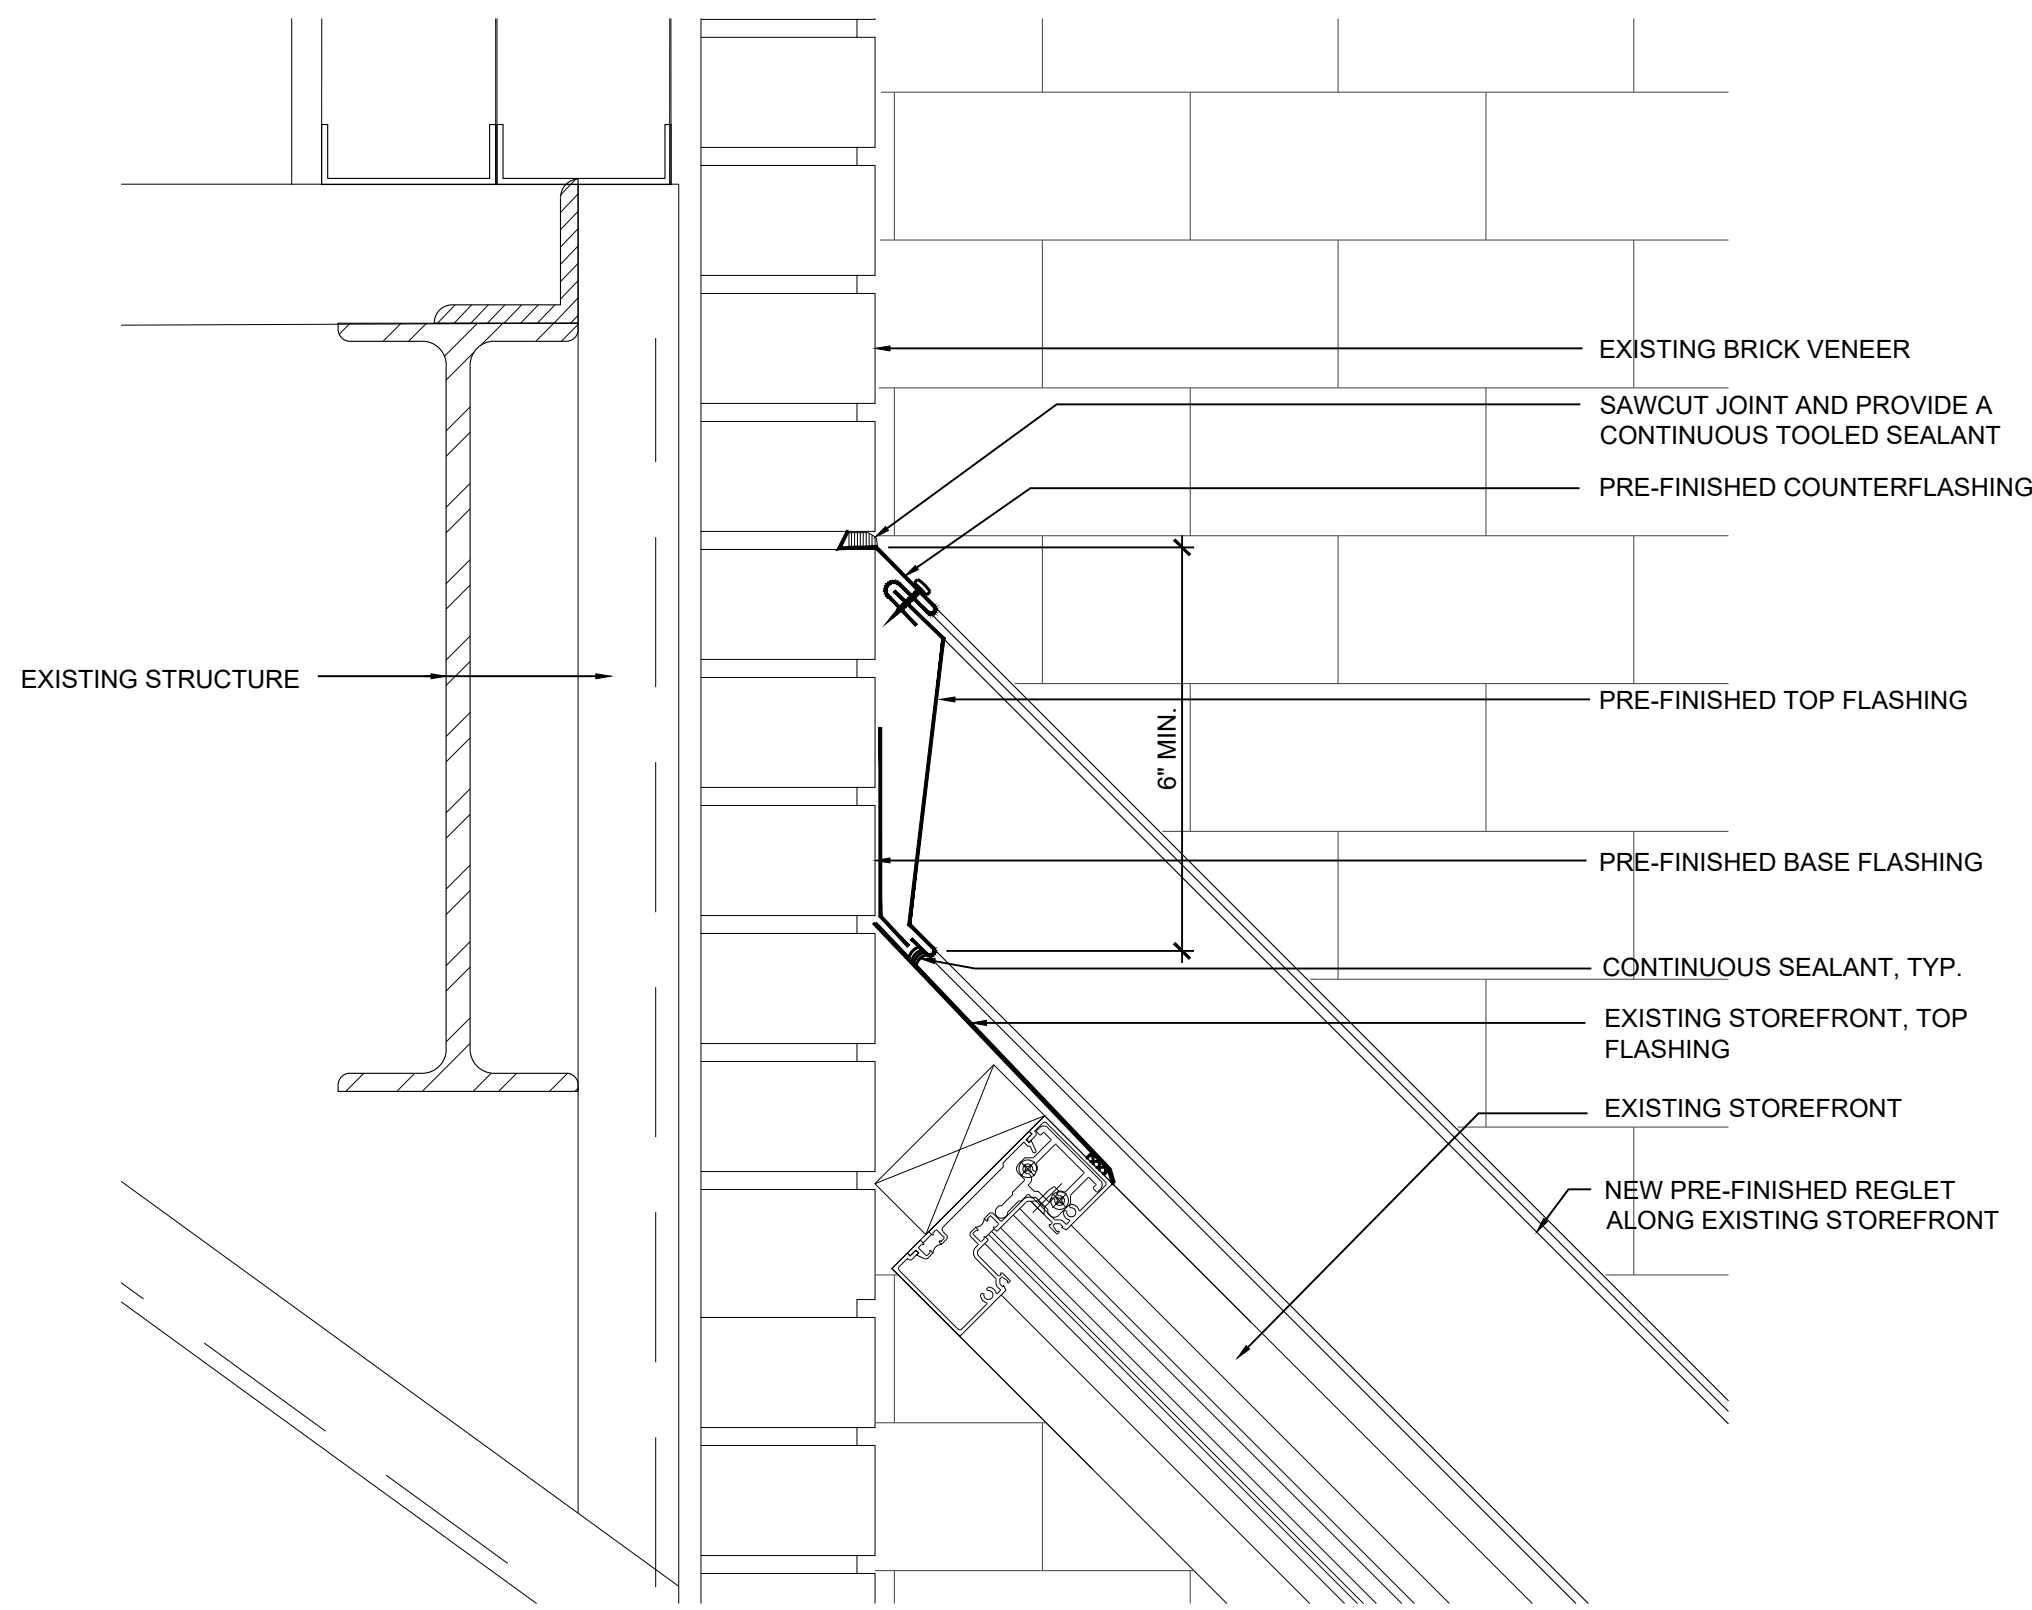 EXISTING BRICK VENEER
SAWCUT JOINT AND PROVIDE A
CONTINUOUS TOOLED SEALANT
PRE-FINISHED COUNTERFLASHING
EXISTING STRUCTURE
PRE-FINISHED TOP FLASHING
6" MIN.
PRE-FINISHED BASE FLASHING
CONTINUOUS SEALANT, TYP.
EXISTING STOREFRONT, TOP
FLASHING
EXISTING STOREFRONT
NEW PRE-FINISHED REGLET
ALONG EXISTING STOREFRONT